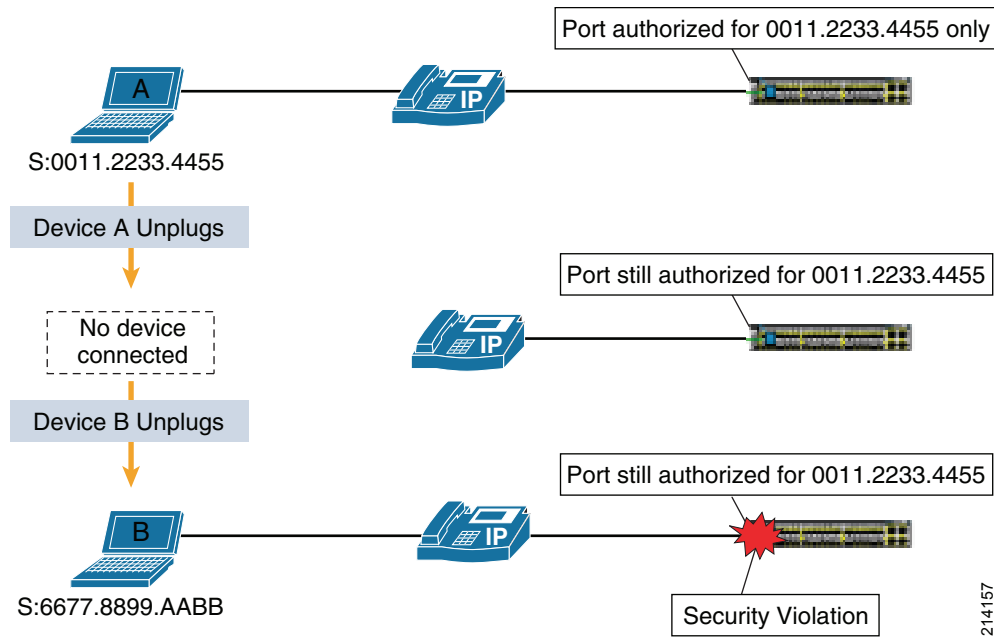 Port authorized for 0011.2233.4455 only
A
IP
S:0011.2233.4455
Device A Unplugs
Port still authorized for 0011.2233.4455
No device
connected
IP
Device B Unplugs
Port still authorized for 0011.2233.4455
B
IP
S:6677.8899.AABB
Security Violation
214157